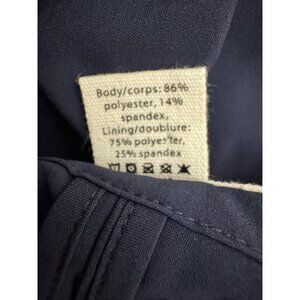 Body/corps: 86%
polyester, 14%
spandex,
Lining/doublure:
75% polyester,
25% spandex